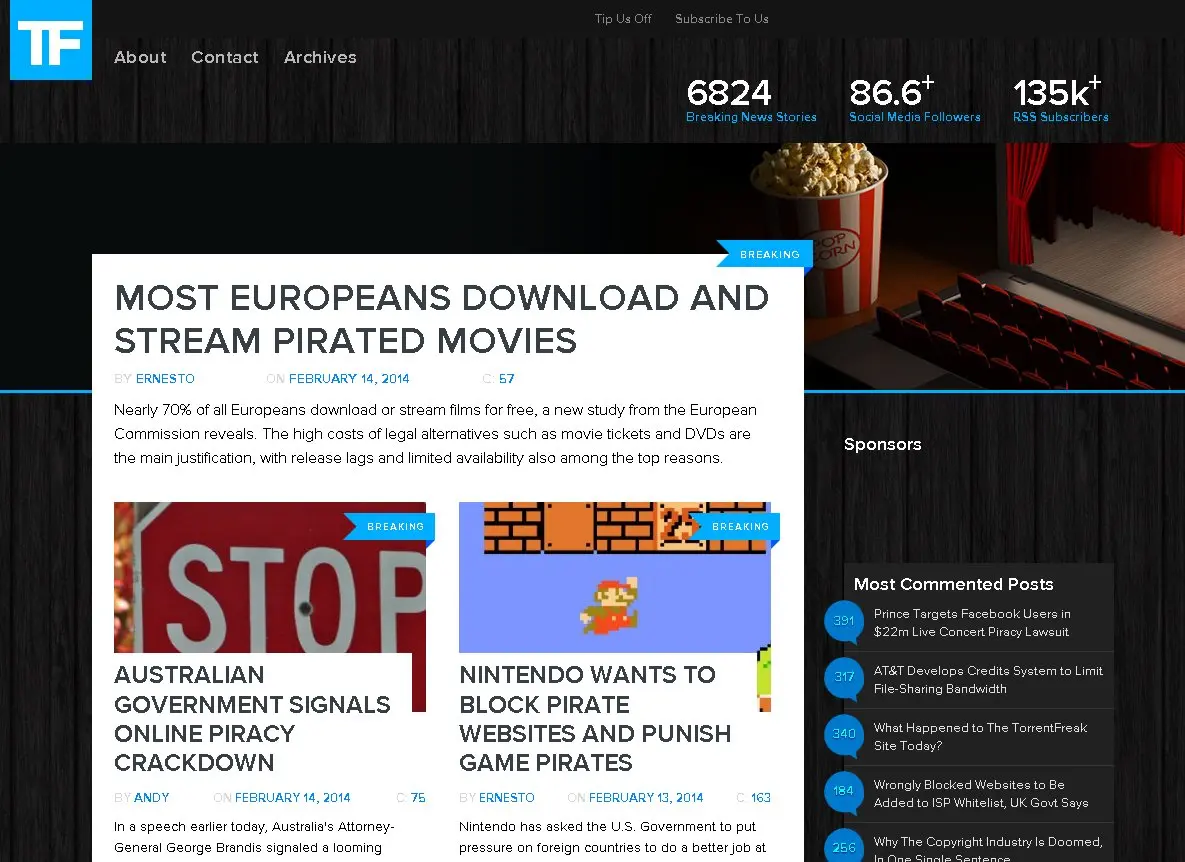 TF
Tip Us Off Subscribe To Us
About Contact Archives
6824 86.6+ 135k+
Breaking News Stories Social Media Followers RSS Subscribers
POP CORN
BREAKING
MOST EUROPEANS DOWNLOAD AND
STREAM PIRATED MOVIES
BY ERNESTO ON FEBRUARY 14, 2014 C: 57
Nearly 70% of all Europeans download or stream films for free, a new study from the European
Commission reveals. The high costs of legal alternatives such as movie tickets and DVDs are
the main justification, with release lags and limited availability also among the top reasons.
BREAKING
STOP
AUSTRALIAN
GOVERNMENT SIGNALS
ONLINE PIRACY
CRACKDOWN
BY ANDY ON FEBRUARY 14, 2014 C: 75
In a speech earlier today, Australia's Attorney-
General George Brandis signaled a looming
BREAKING
NINTENDO WANTS TO
BLOCK PIRATE
WEBSITES AND PUNISH
GAME PIRATES
BY ERNESTO ON FEBRUARY 13, 2014 C: 163
Nintendo has asked the U.S. Government to put
pressure on foreign countries to do a better job at
Sponsors
Most Commented Posts
391 Prince Targets Facebook Users in
$22m Live Concert Piracy Lawsuit
317 AT&T Develops Credits System to Limit
File-Sharing Bandwidth
340 What Happened to The TorrentFreak
Site Today?
184 Wrongly Blocked Websites to Be
Added to ISP Whitelist, UK Govt Says
256 Why The Copyright Industry Is Doomed,
In One Single Sentence